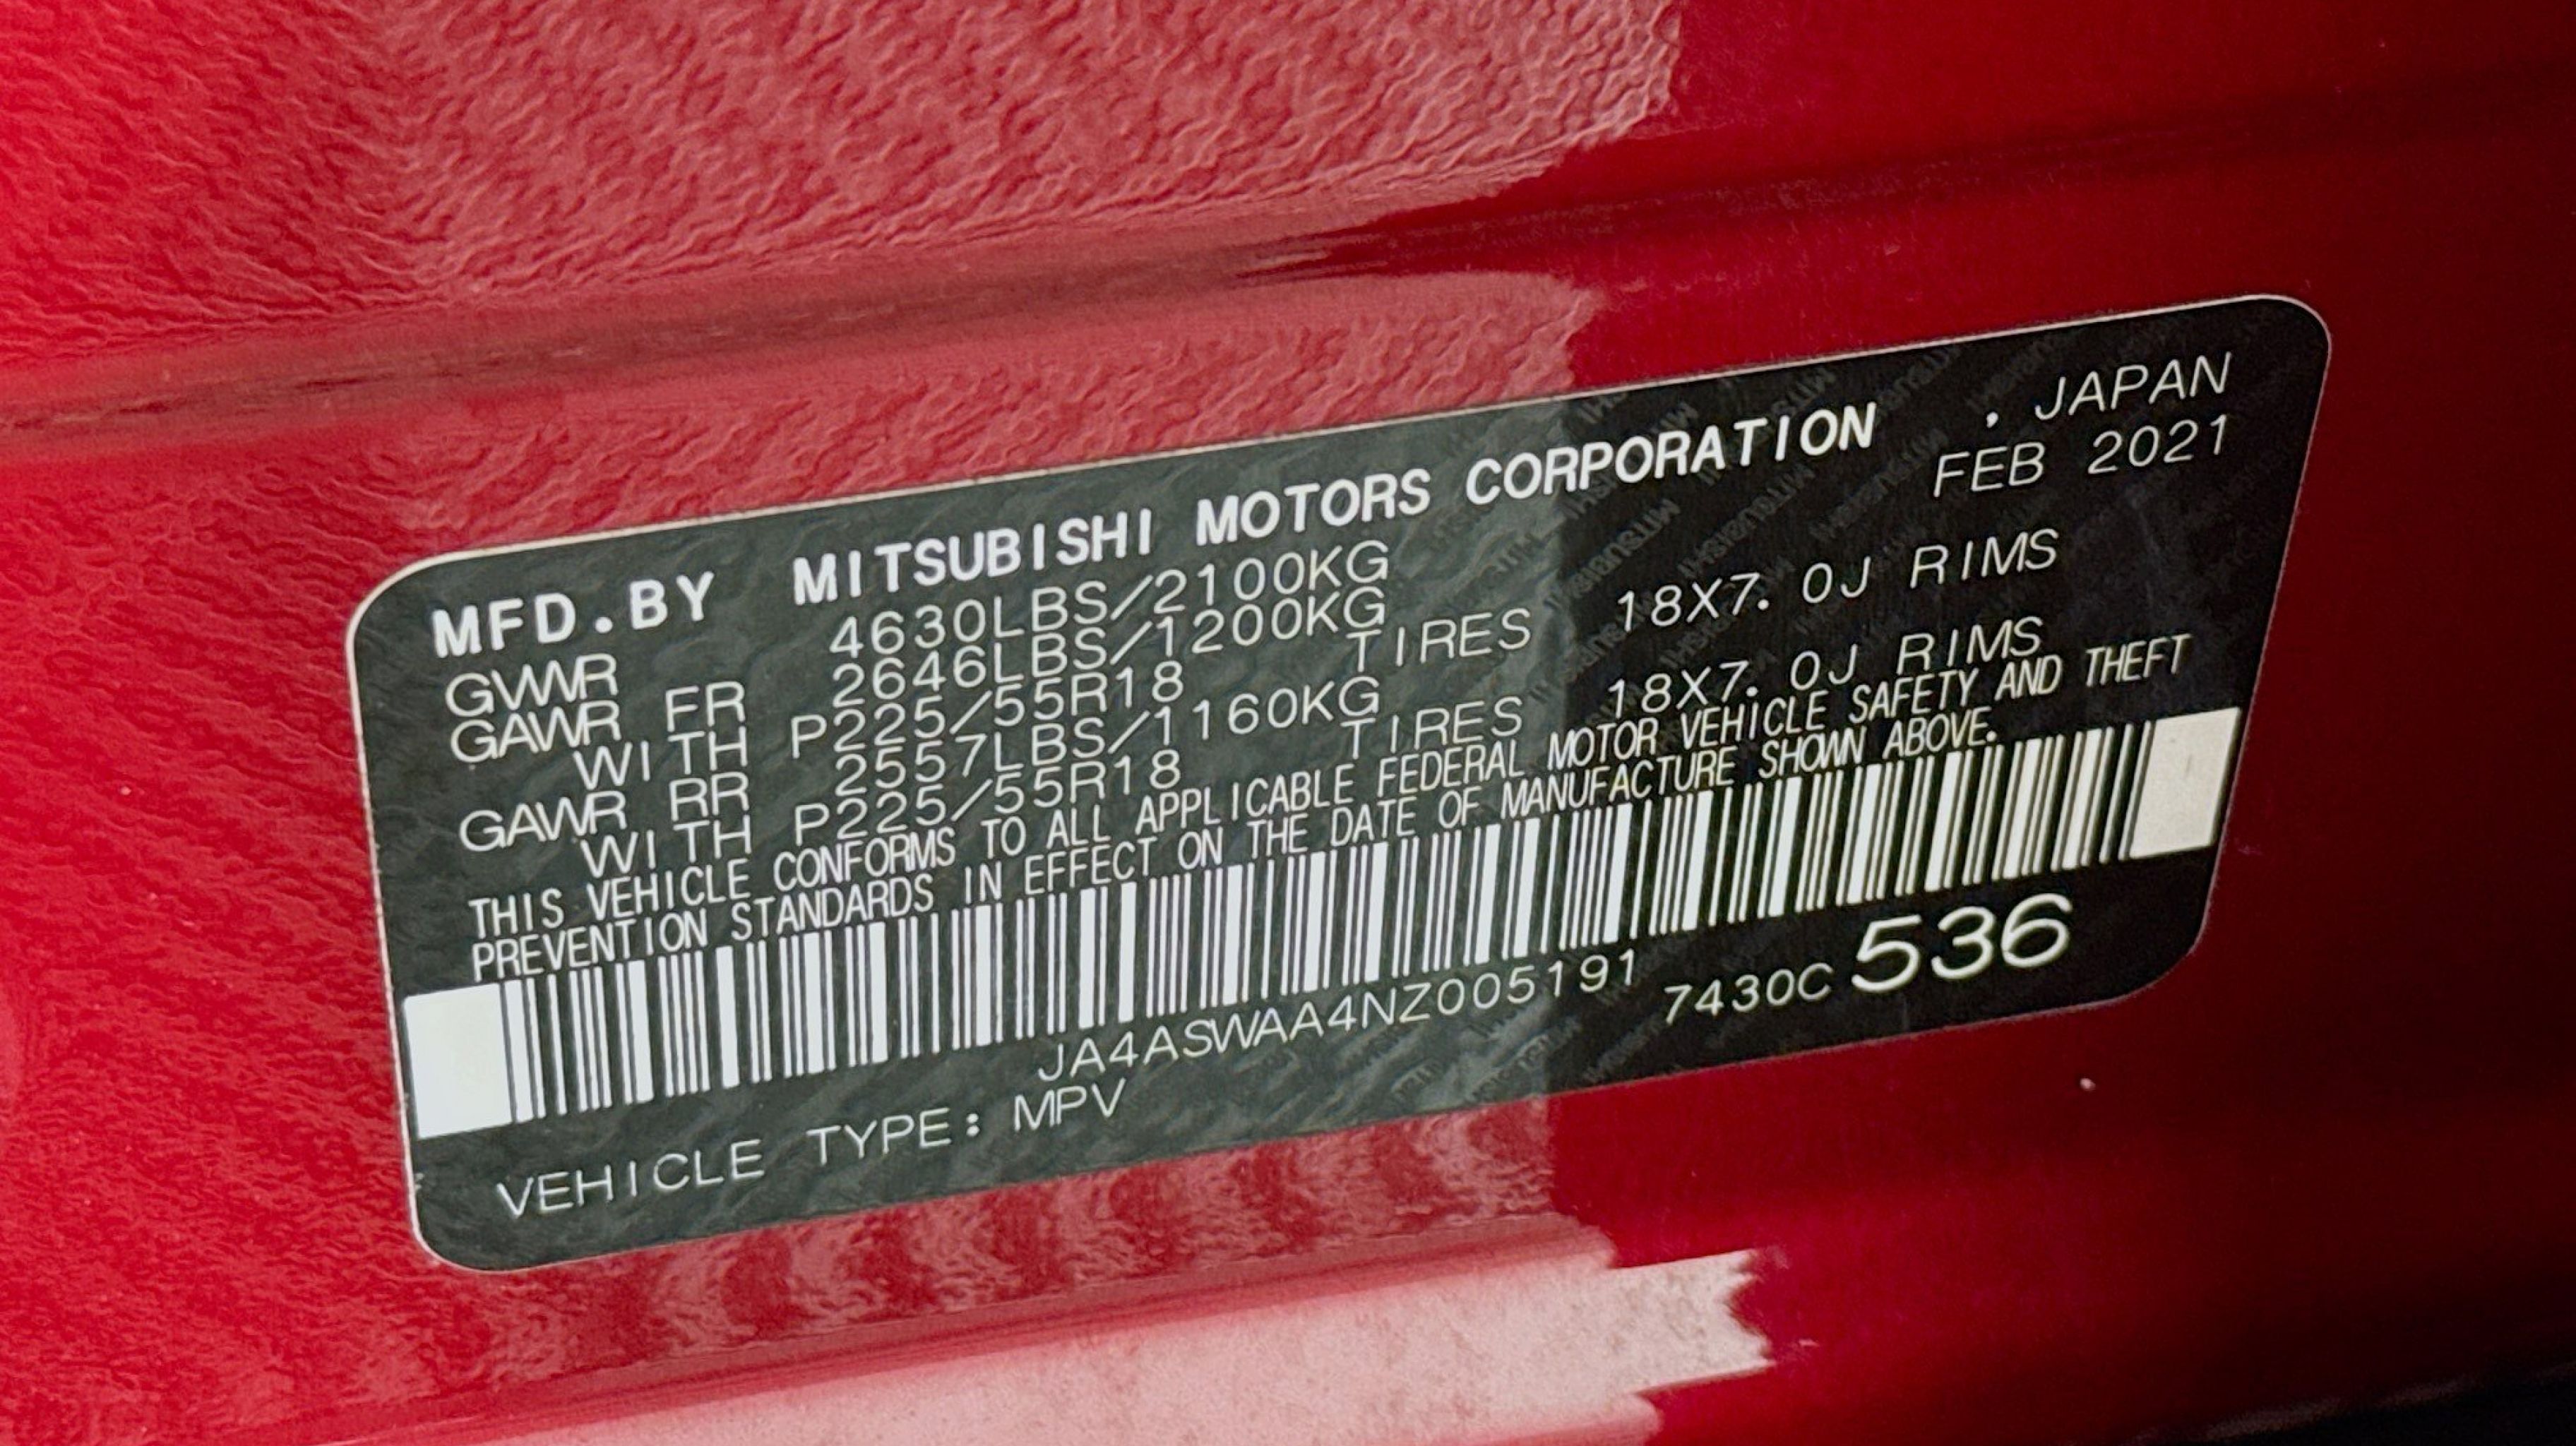 MFD.BY MITSUBISHI MOTORS CORPORATION , JAPAN
GVWR 4630LBS/2100KG FEB 2021
GAWR FR 2646LBS/1200KG
WITH P225/55R18 TIRES 18X7.0J RIMS
GAWR RR 2557LBS/1160KG
WITH P225/55R18 TIRES 18X7.0J RIMS
THIS VEHICLE CONFORMS TO ALL APPLICABLE FEDERAL MOTOR VEHICLE SAFETY AND THEFT
PREVENTION STANDARDS IN EFFECT ON THE DATE OF MANUFACTURE SHOWN ABOVE.
JA4ASWAA4NZ005191 7430C 536
VEHICLE TYPE: MPV